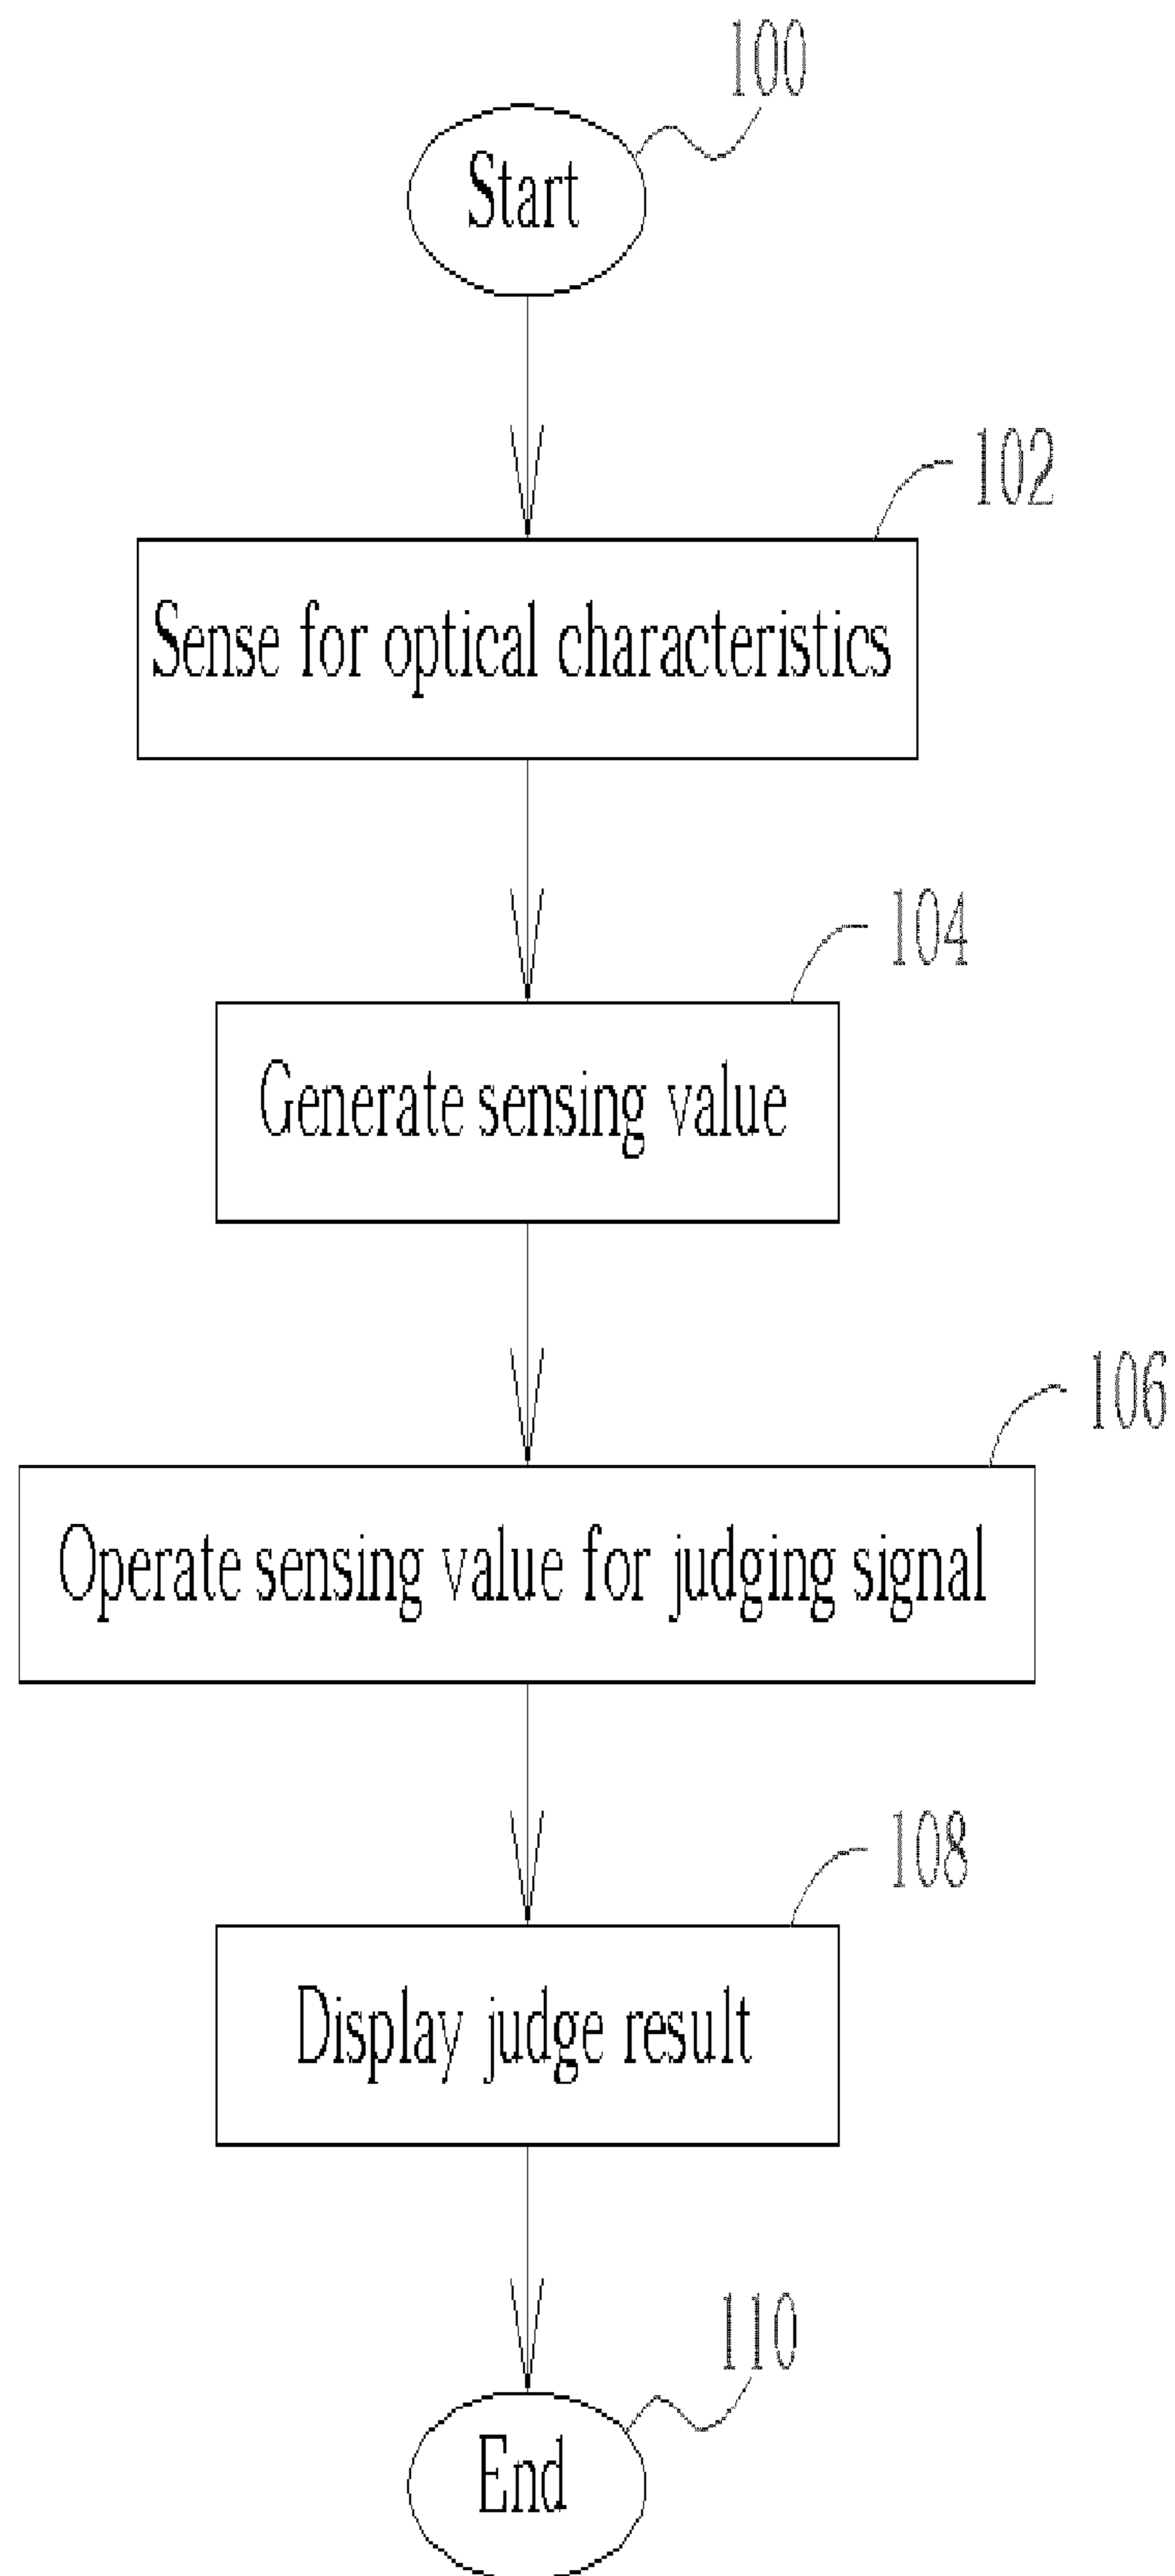 100
Start
102
Sense for optical characteristics
104
Generate sensing value
106
Operate sensing value for judging signal
108
Display judge result
110
End